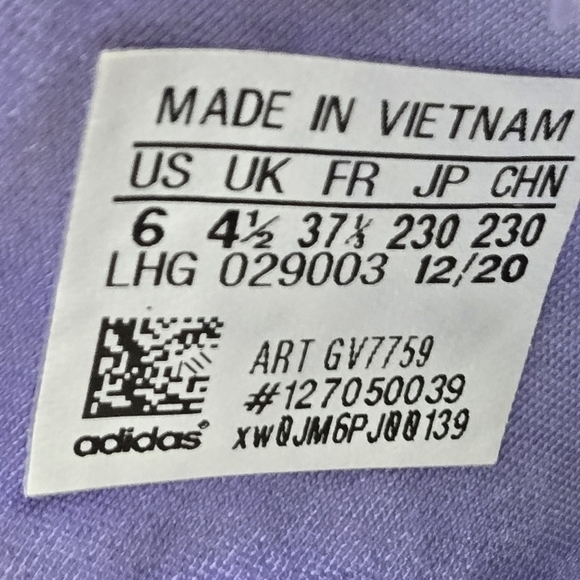 MADE IN VIETNAM
US UK FR JP CHN
6 4½ 37⅓ 230 230
LHG 029003 12/20
ART GV7759
#127050039
adidas® xw0JM6PJ00139